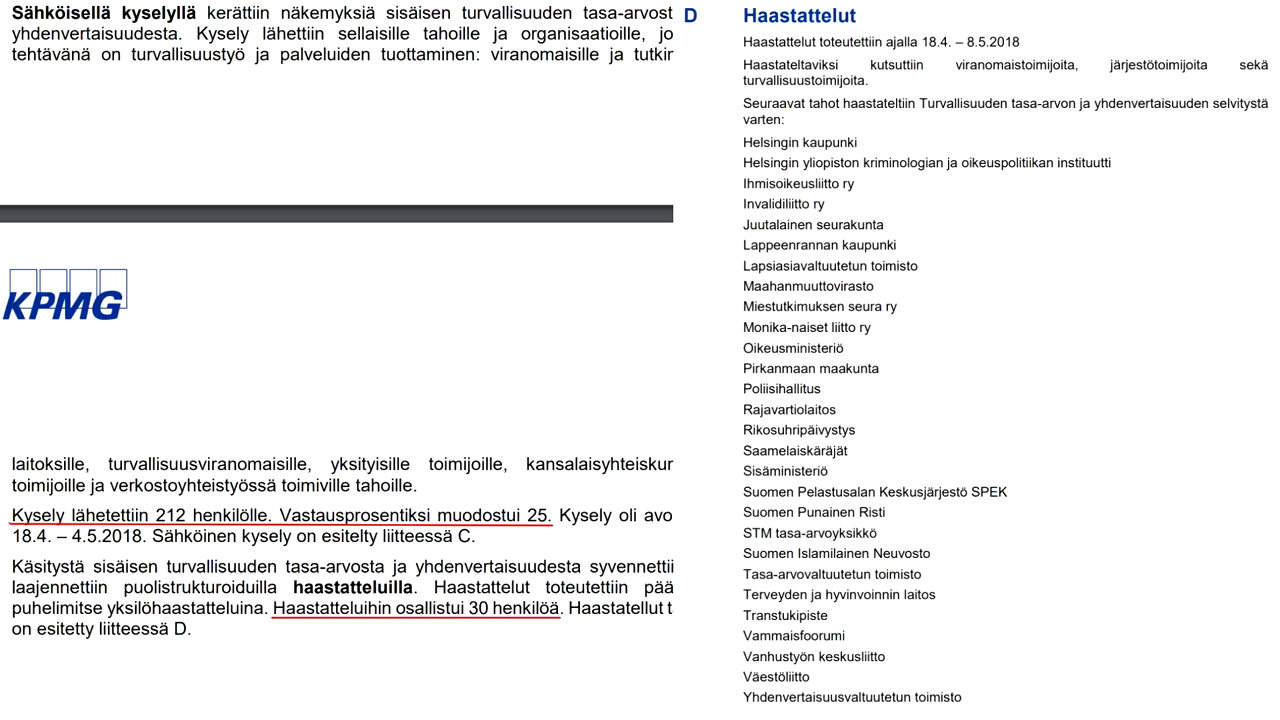 Sähköisellä kyselyllä kerättiin näkemyksiä sisäisen turvallisuuden tasa-arvost
yhdenvertaisuudesta. Kysely lähettiin sellaisille tahoille ja organisaatioille, jo
tehtävänä on turvallisuustyö ja palveluiden tuottaminen: viranomaisille ja tutkir
KPMG
laitoksille, turvallisuusviranomaisille, yksityisille toimijoille, kansalaisyhteiskur
toimijoille ja verkostoyhteistyössä toimiville tahoille.
Kysely lähetettiin 212 henkilölle. Vastausprosentiksi muodostui 25. Kysely oli avo
18.4. – 4.5.2018. Sähköinen kysely on esitelty liitteessä C.
Käsitystä sisäisen turvallisuuden tasa-arvosta ja yhdenvertaisuudesta syvennettii
laajennettiin puolistrukturoiduilla haastatteluilla. Haastattelut toteutettiin pää
puhelimitse yksilöhaastatteluina. Haastatteluihin osallistui 30 henkilöä. Haastatellut t
on esitetty liitteessä D.
D Haastattelut
Haastattelut toteutettiin ajalla 18.4. – 8.5.2018
Haastateltaviksi kutsuttiin viranomaistoimijoita, järjestötoimijoita sekä
turvallisuustoimijoita.
Seuraavat tahot haastateltiin Turvallisuuden tasa-arvon ja yhdenvertaisuuden selvitystä
varten:
Helsingin kaupunki
Helsingin yliopiston kriminologian ja oikeuspolitiikan instituutti
Ihmisoikeusliitto ry
Invalidiliitto ry
Juutalainen seurakunta
Lappeenrannan kaupunki
Lapsiasiavaltuutetun toimisto
Maahanmuuttovirasto
Miestutkimuksen seura ry
Monika-naiset liitto ry
Oikeusministeriö
Pirkanmaan maakunta
Poliisihallitus
Rajavartiolaitos
Rikosuhripäivystys
Saamelaiskäräjät
Sisäministeriö
Suomen Pelastusalan Keskusjärjestö SPEK
Suomen Punainen Risti
STM tasa-arvoyksikkö
Suomen Islamilainen Neuvosto
Tasa-arvovaltuutetun toimisto
Terveyden ja hyvinvoinnin laitos
Transtukipiste
Vammaisfoorumi
Vanhustyön keskusliitto
Väestöliitto
Yhdenvertaisuusvaltuutetun toimisto